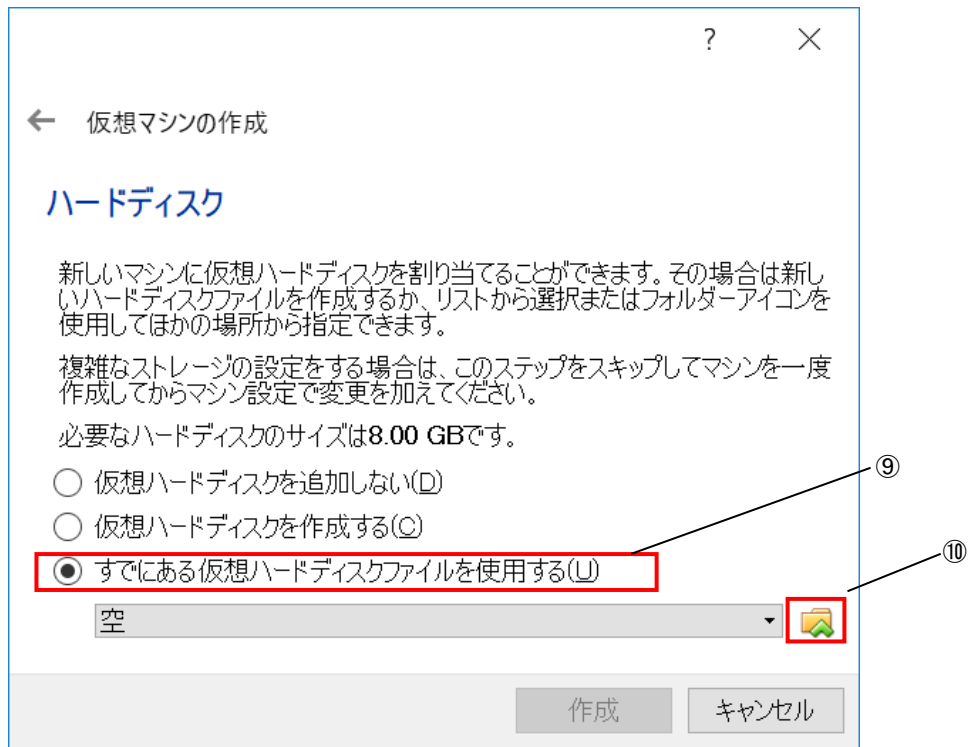 ?
仮想マシンの作成
ハードディスク
新しいマシンに仮想ハードディスクを割り当てることができます。その場合は新し
いハードディスクファイルを作成するか、リストから選択またはフォルダーアイコンを
使用してほかの場所から指定できます。
複雑なストレージの設定をする場合は、このステップをスキップしてマシンを一度
作成してからマシン設定で変更を加えてください。
必要なハードディスクのサイズは8.00 GBです。
仮想ハードディスクを追加しない(D)
⑨
仮想ハードディスクを作成する(C)
すでにある仮想ハードディスクファイルを使用する(U)
⑩
空
作成 キャンセル